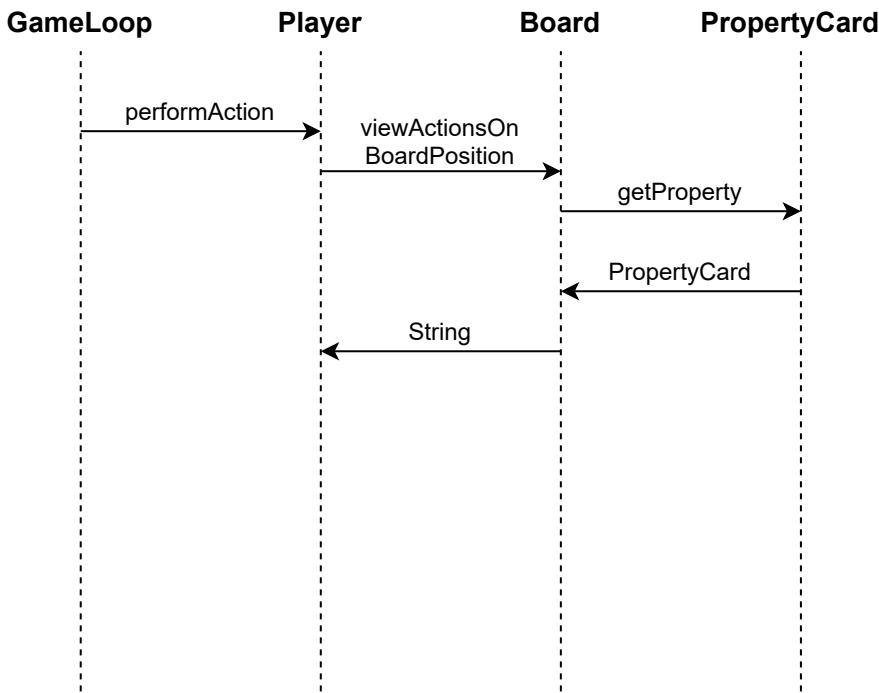 GameLoop Player Board PropertyCard
performAction
viewActionsOn
BoardPosition
getProperty
PropertyCard
String